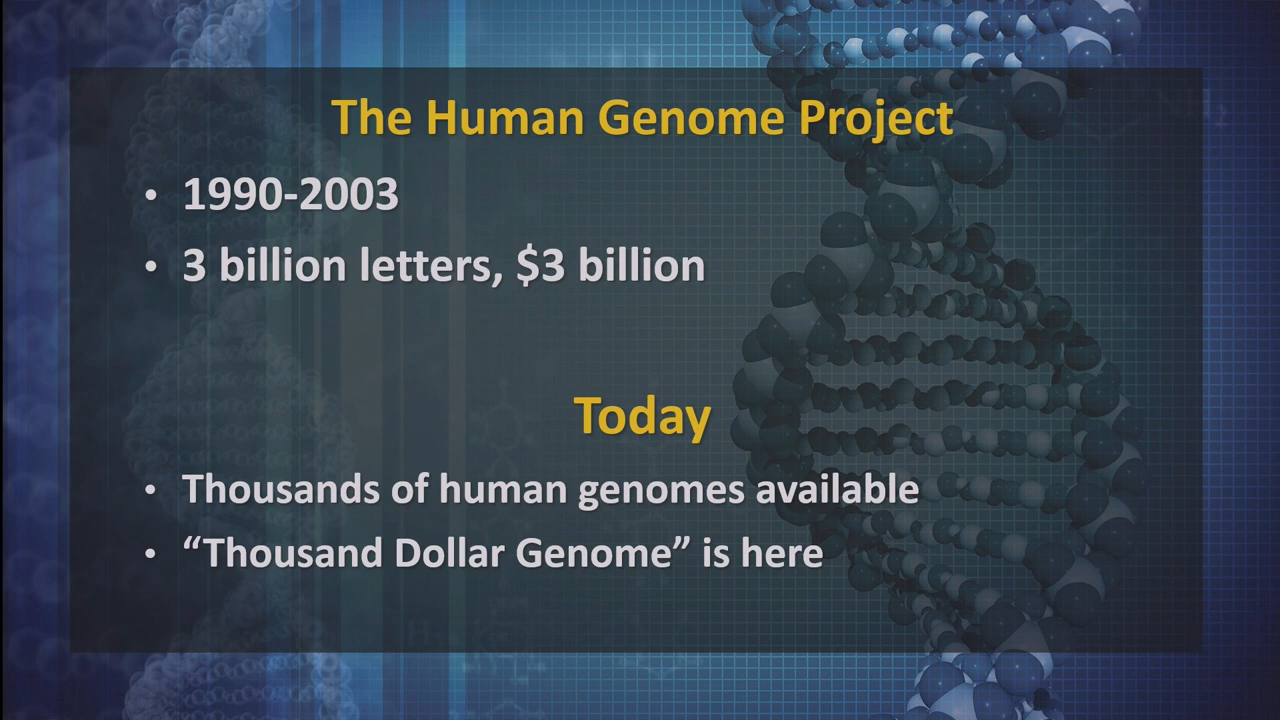 The Human Genome Project
• 1990-2003
• 3 billion letters, $3 billion
Today
• Thousands of human genomes available
• “Thousand Dollar Genome” is here